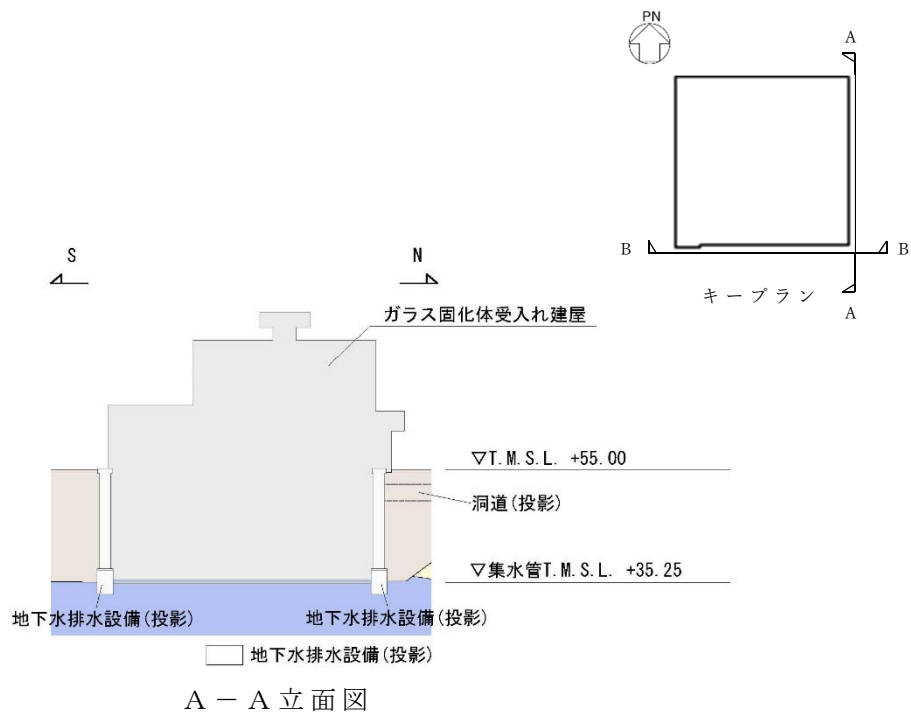 PN
A
B
B
キープラン
A
S
N
ガラス固化体受入れ建屋
▽T.M.S.L. +55.00
洞道(投影)
▽集水管T.M.S.L. +35.25
地下水排水設備(投影)
地下水排水設備(投影)
地下水排水設備(投影)
A－A立面図